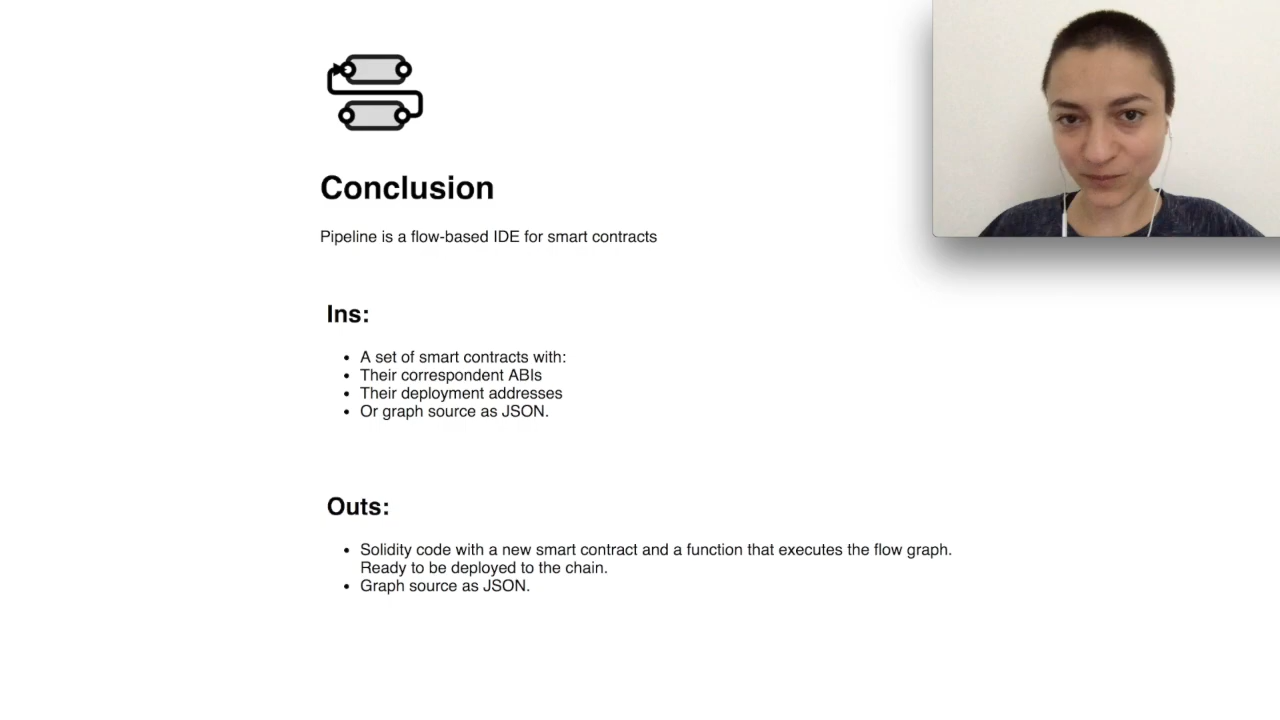 Conclusion
Pipeline is a flow-based IDE for smart contracts
Ins:
• A set of smart contracts with:
• Their correspondent ABIs
• Their deployment addresses
• Or graph source as JSON.
Outs:
• Solidity code with a new smart contract and a function that executes the flow graph.
Ready to be deployed to the chain.
• Graph source as JSON.